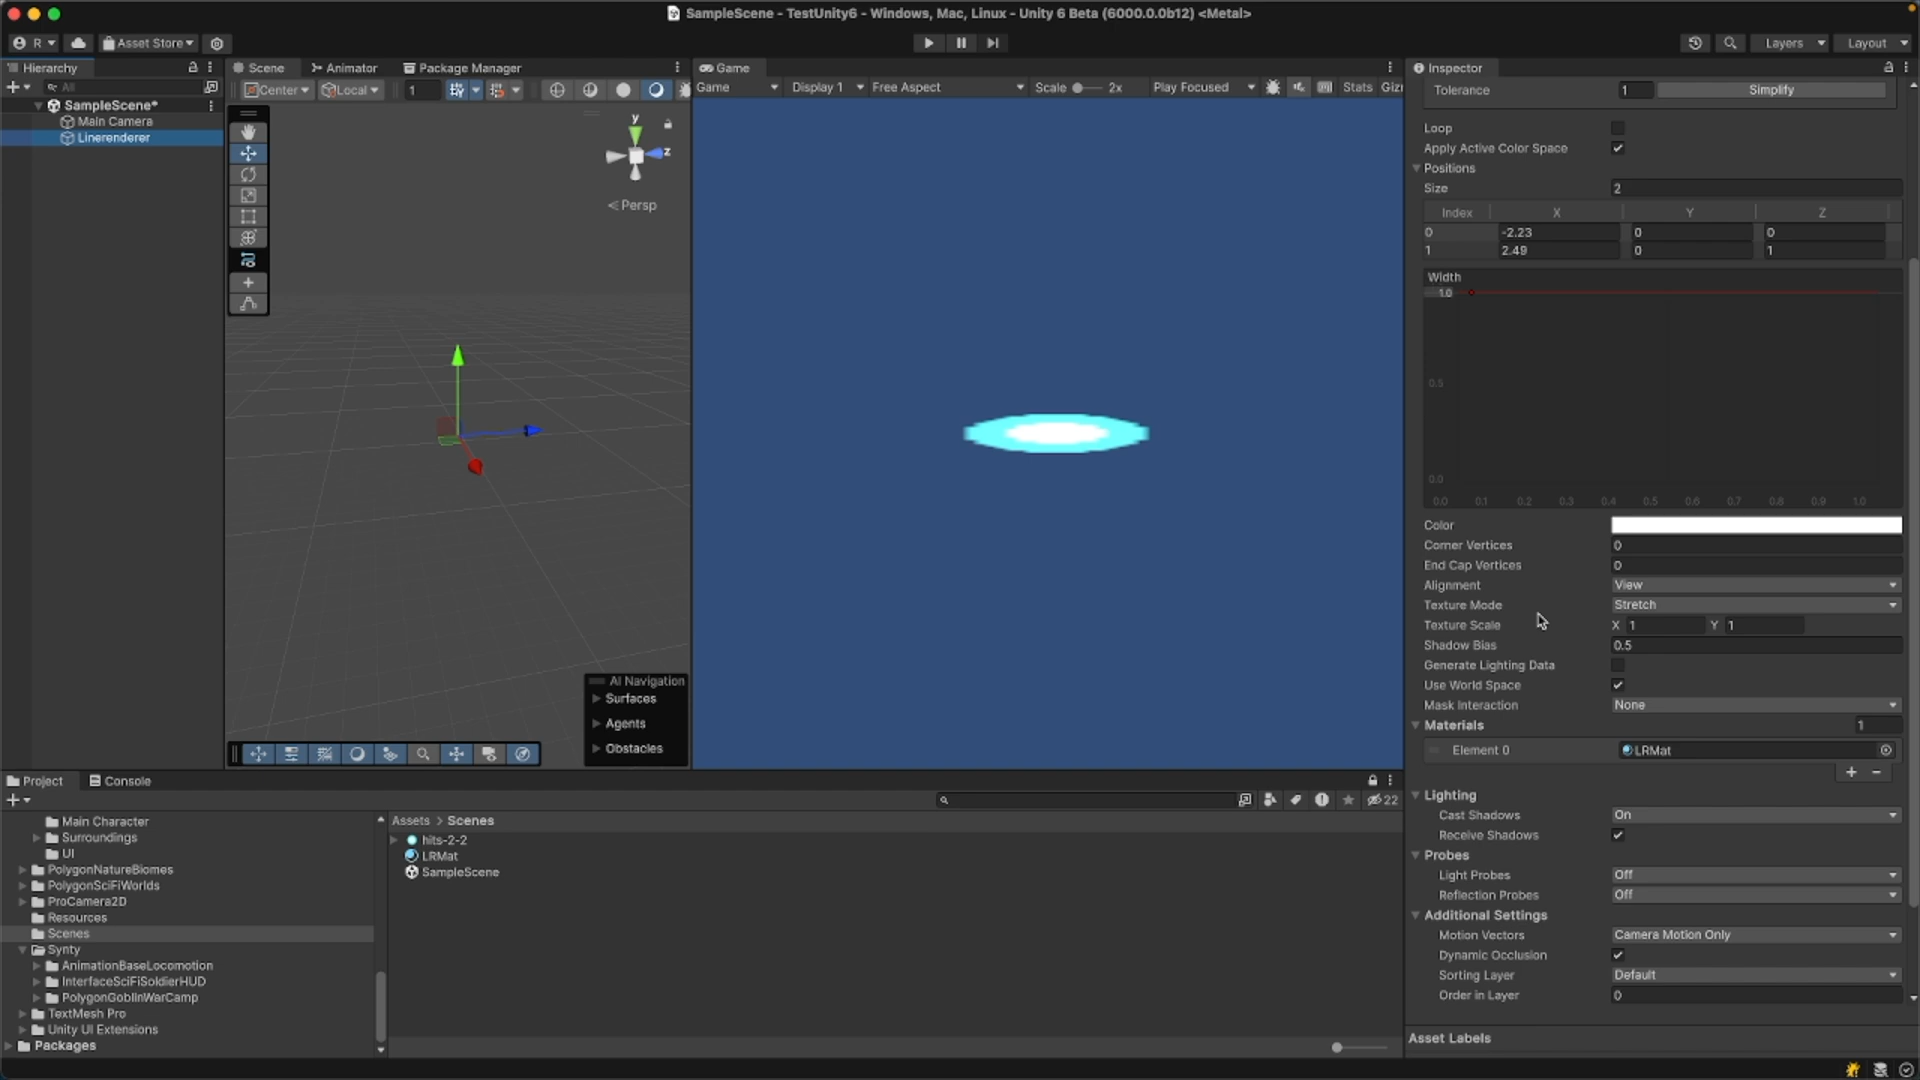 SampleScene - TestUnity6 - Windows, Mac, Linux - Unity 6 Beta (6000.0.0b12) <Metal>
R
Asset Store
Layers
Layout
Hierarchy
All
SampleScene*
Main Camera
Linerenderer
Scene
Animator
Package Manager
Center
Local
1
y
z
Persp
AI Navigation
Surfaces
Agents
Obstacles
Game
Game
Display 1
Free Aspect
Scale
2x
Play Focused
Stats
Giz
Inspector
Tolerance
1
Simplify
Loop
Apply Active Color Space
Positions
Size
2
Index X Y Z
0 -2.23 0 0
1 2.49 0 1
Width
1.0
0.5
0.0
0.0 0.1 0.2 0.3 0.4 0.5 0.6 0.7 0.8 0.9 1.0
Color
Corner Vertices 0
End Cap Vertices 0
Alignment View
Texture Mode Stretch
Texture Scale X 1 Y 1
Shadow Bias 0.5
Generate Lighting Data
Use World Space
Mask Interaction None
Materials 1
Element 0 LRMat
Lighting
Cast Shadows On
Receive Shadows
Probes
Light Probes Off
Reflection Probes Off
Additional Settings
Motion Vectors Camera Motion Only
Dynamic Occlusion
Sorting Layer Default
Order in Layer 0
Asset Labels
Project
Console
22
Main Character
Surroundings
UI
PolygonNatureBiomes
PolygonSciFiWorlds
ProCamera2D
Resources
Scenes
Synty
AnimationBaseLocomotion
InterfaceSciFiSoldierHUD
PolygonGoblinWarCamp
TextMesh Pro
Unity UI Extensions
Packages
Assets > Scenes
hits-2-2
LRMat
SampleScene